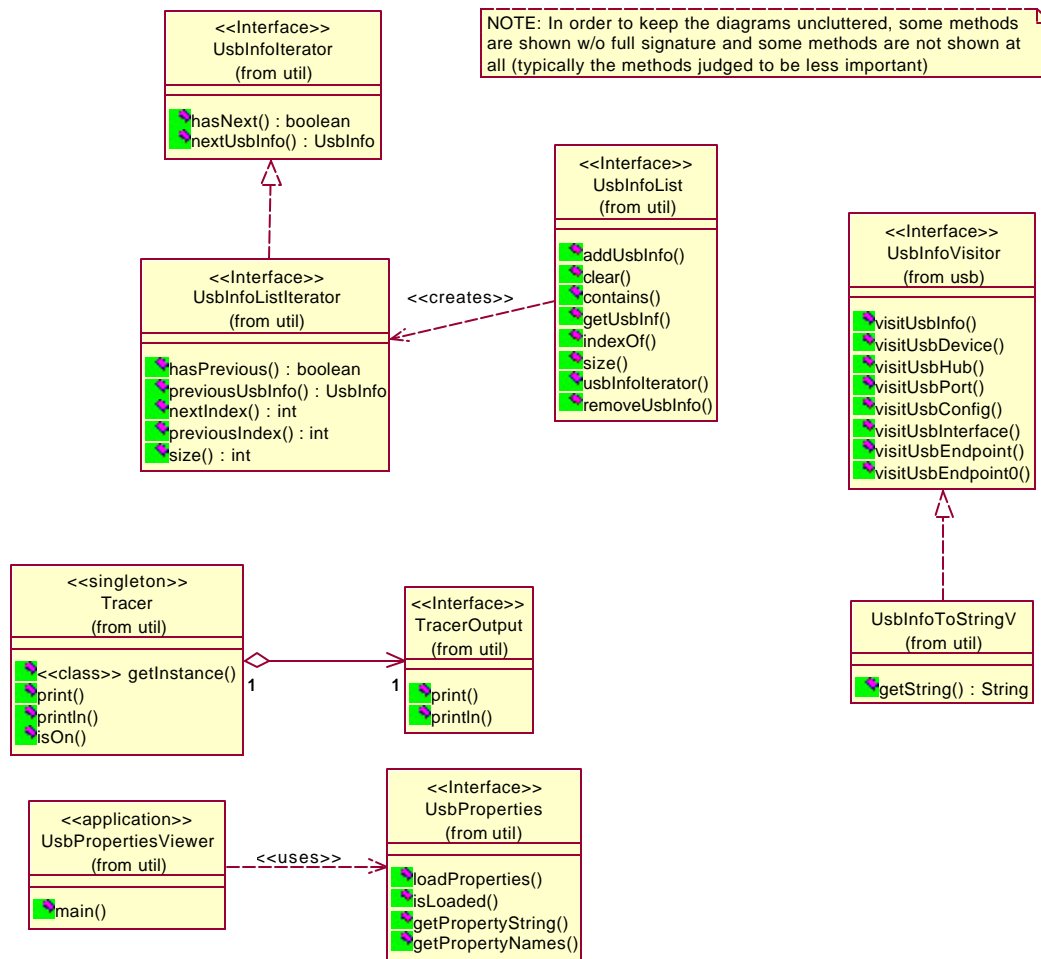 <<Interface>>
UsbInfoIterator
(from util)
hasNext() : boolean
nextUsbInfo() : UsbInfo
NOTE: In order to keep the diagrams uncluttered, some methods
are shown w/o full signature and some methods are not shown at
all (typically the methods judged to be less important)
<<Interface>>
UsbInfoList
(from util)
addUsbInfo()
clear()
contains()
getUsbInf()
indexOf()
size()
usbInfoIterator()
removeUsbInfo()
<<Interface>>
UsbInfoVisitor
(from usb)
visitUsbInfo()
visitUsbDevice()
visitUsbHub()
visitUsbPort()
visitUsbConfig()
visitUsbInterface()
visitUsbEndpoint()
visitUsbEndpoint0()
<<Interface>>
UsbInfoListIterator
(from util)
hasPrevious() : boolean
previousUsbInfo() : UsbInfo
nextIndex() : int
previousIndex() : int
size() : int
<<creates>>
<<singleton>>
Tracer
(from util)
<<class>> getInstance()
print()
println()
isOn()
1
1
<<Interface>>
TracerOutput
(from util)
print()
println()
UsbInfoToStringV
(from util)
getString() : String
<<application>>
UsbPropertiesViewer
(from util)
main()
<<uses>>
<<Interface>>
UsbProperties
(from util)
loadProperties()
isLoaded()
getPropertyString()
getPropertyNames()